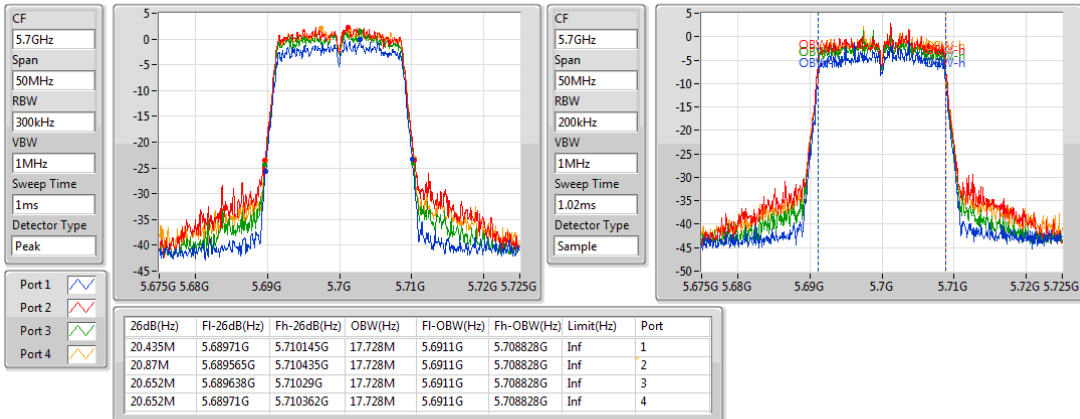 CF
5.7GHz
Span
50MHz
RBW
300kHz
VBW
1MHz
Sweep Time
1ms
Detector Type
Peak
5
0
-5
-10
-15
-20
-25
-30
-35
-40
-45
5.675G 5.68G 5.69G 5.7G 5.71G 5.72G 5.725G
CF
5.7GHz
Span
50MHz
RBW
200kHz
VBW
1MHz
Sweep Time
1.02ms
Detector Type
Sample
5
0
-5
-10
-15
-20
-25
-30
-35
-40
-45
-50
5.675G 5.68G 5.69G 5.7G 5.71G 5.72G 5.725G
Port 1
Port 2
Port 3
Port 4
26dB(Hz) Fl-26dB(Hz) Fh-26dB(Hz) OBW(Hz) Fl-OBW(Hz) Fh-OBW(Hz) Limit(Hz) Port
20.435M 5.68971G 5.710145G 17.728M 5.6911G 5.708828G Inf 1
20.87M 5.689565G 5.710435G 17.728M 5.6911G 5.708828G Inf 2
20.652M 5.689638G 5.71029G 17.728M 5.6911G 5.708828G Inf 3
20.652M 5.68971G 5.710362G 17.728M 5.6911G 5.708828G Inf 4